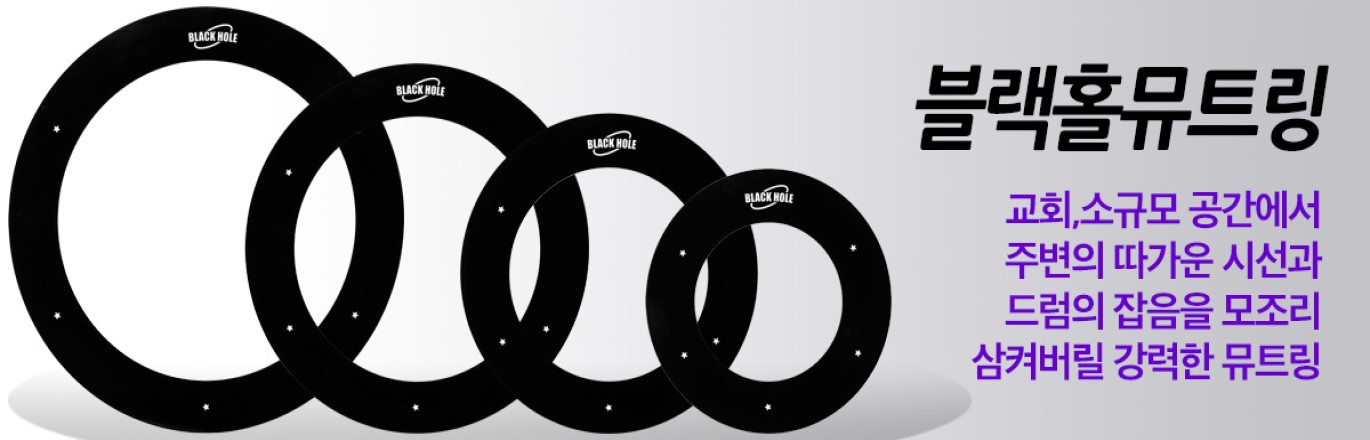 BLACK HOLE
BLACK HOLE
BLACK HOLE
BLACK HOLE
블랙홀뮤트링
교회,소규모 공간에서
주변의 따가운 시선과
드럼의 잡음을 모조리
삼켜버릴 강력한 뮤트링